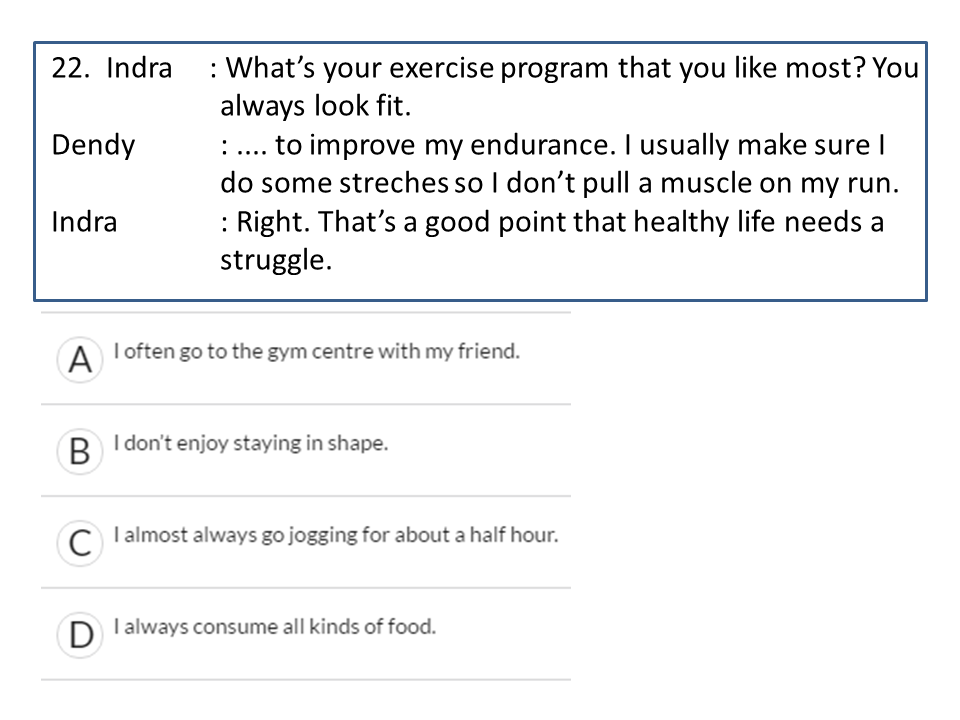 22. Indra : What’s your exercise program that you like most? You
always look fit.
Dendy : .... to improve my endurance. I usually make sure I
do some streches so I don’t pull a muscle on my run.
Indra : Right. That’s a good point that healthy life needs a
struggle.
A I often go to the gym centre with my friend.
B I don't enjoy staying in shape.
C I almost always go jogging for about a half hour.
D I always consume all kinds of food.